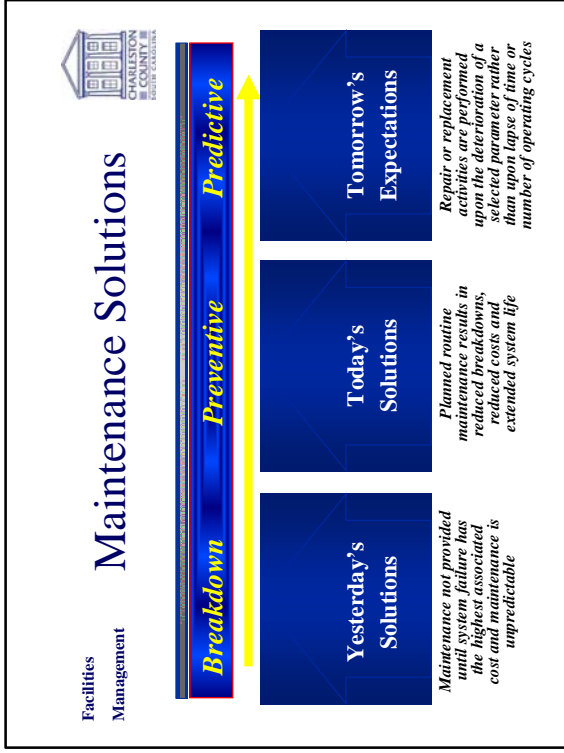 Facilities
Management
Maintenance Solutions
CHARLESTON
COUNTY
SOUTH CAROLINA
Breakdown Preventive Predictive
Yesterday's
Solutions
Today's
Solutions
Tomorrow's
Expectations
Maintenance not provided
until system failure has
the highest associated
cost and maintenance is
unpredictable
Planned routine
maintenance results in
reduced breakdowns,
reduced costs and
extended system life
Repair or replacement
activities are performed
upon the deterioration of a
selected parameter rather
than upon lapse of time or
number of operating cycles